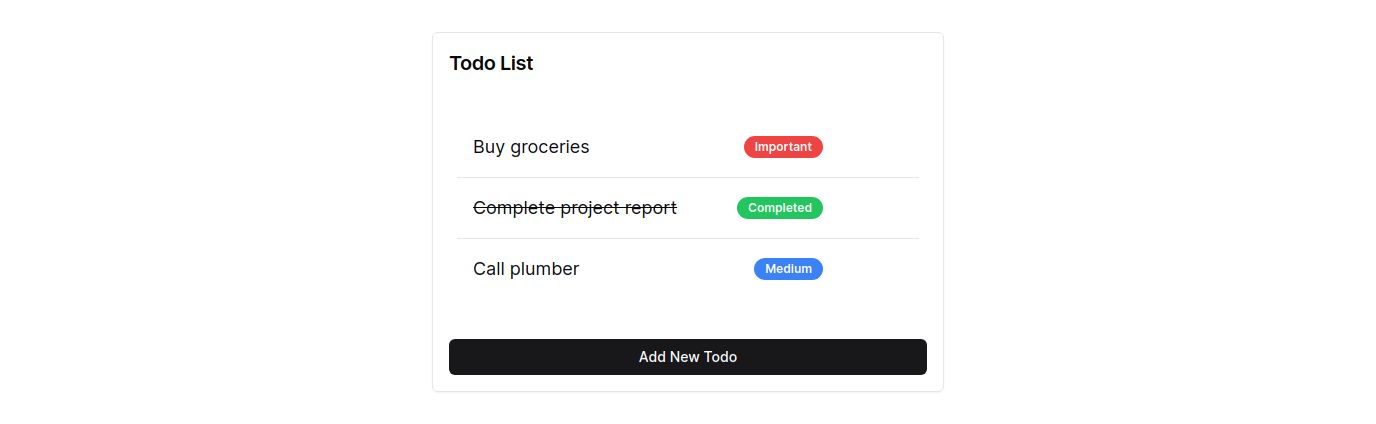 Todo List
Buy groceries Important
Complete project report Completed
Call plumber Medium
Add New Todo